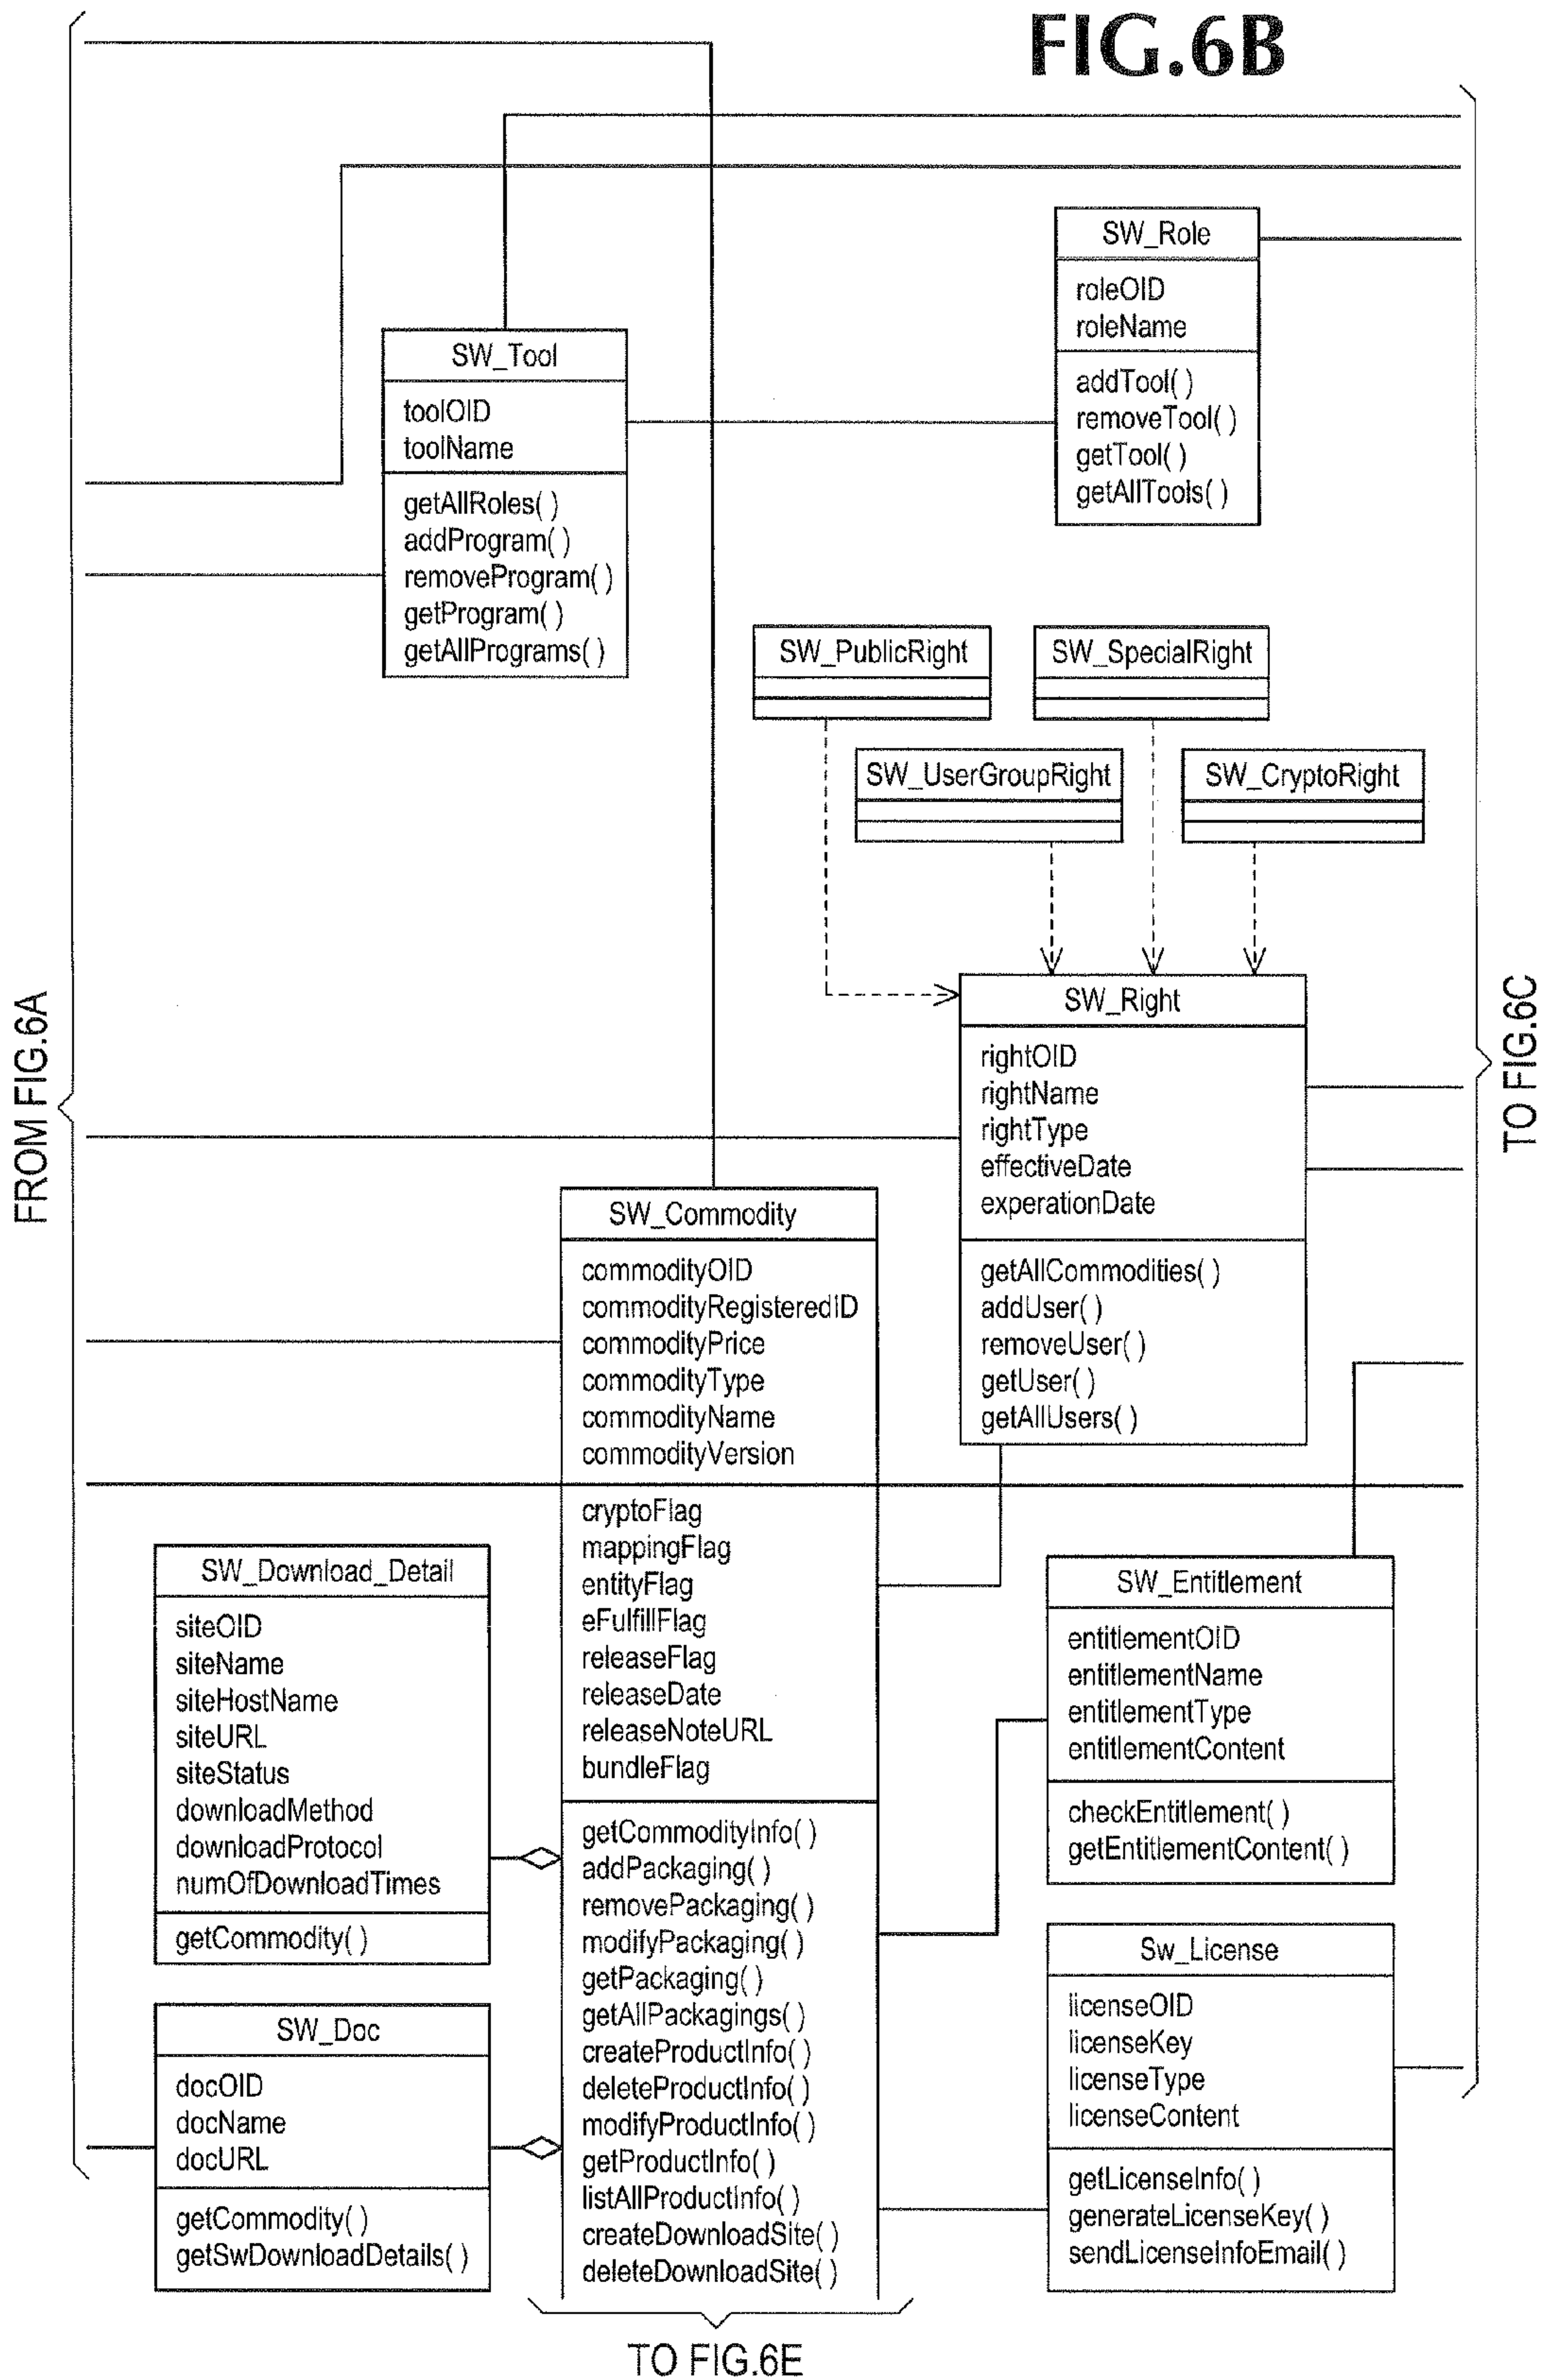 FIG.6B
SW_Role
roleOID
roleName
addTool( )
removeTool( )
getTool( )
getAllTools( )
SW_Tool
toolOID
toolName
getAllRoles( )
addProgram( )
removeProgram( )
getProgram( )
getAllPrograms( )
SW_PublicRight
SW_SpecialRight
SW_UserGroupRight
SW_CryptoRight
FROM FIG.6A
TO FIG.6C
SW_Right
rightOID
rightName
rightType
effectiveDate
experationDate
getAllCommodities( )
addUser( )
removeUser( )
getUser( )
getAllUsers( )
SW_Commodity
commodityOID
commodityRegisteredID
commodityPrice
commodityType
commodityName
commodityVersion
cryptoFlag
mappingFlag
entityFlag
eFulfillFlag
releaseFlag
releaseDate
releaseNoteURL
bundleFlag
getCommodityInfo( )
addPackaging( )
removePackaging( )
modifyPackaging( )
getPackaging( )
getAllPackagings( )
createProductInfo( )
deleteProductInfo( )
modifyProductInfo( )
getProductInfo( )
listAllProductInfo( )
createDownloadSite( )
deleteDownloadSite( )
SW_Download_Detail
siteOID
siteName
siteHostName
siteURL
siteStatus
downloadMethod
downloadProtocol
numOfDownloadTimes
getCommodity( )
SW_Doc
docOID
docName
docURL
getCommodity( )
getSwDownloadDetails( )
SW_Entitlement
entitlementOID
entitlementName
entitlementType
entitlementContent
checkEntitlement( )
getEntitlementContent( )
Sw_License
licenseOID
licenseKey
licenseType
licenseContent
getLicenseInfo( )
generateLicenseKey( )
sendLicenseInfoEmail( )
TO FIG.6E